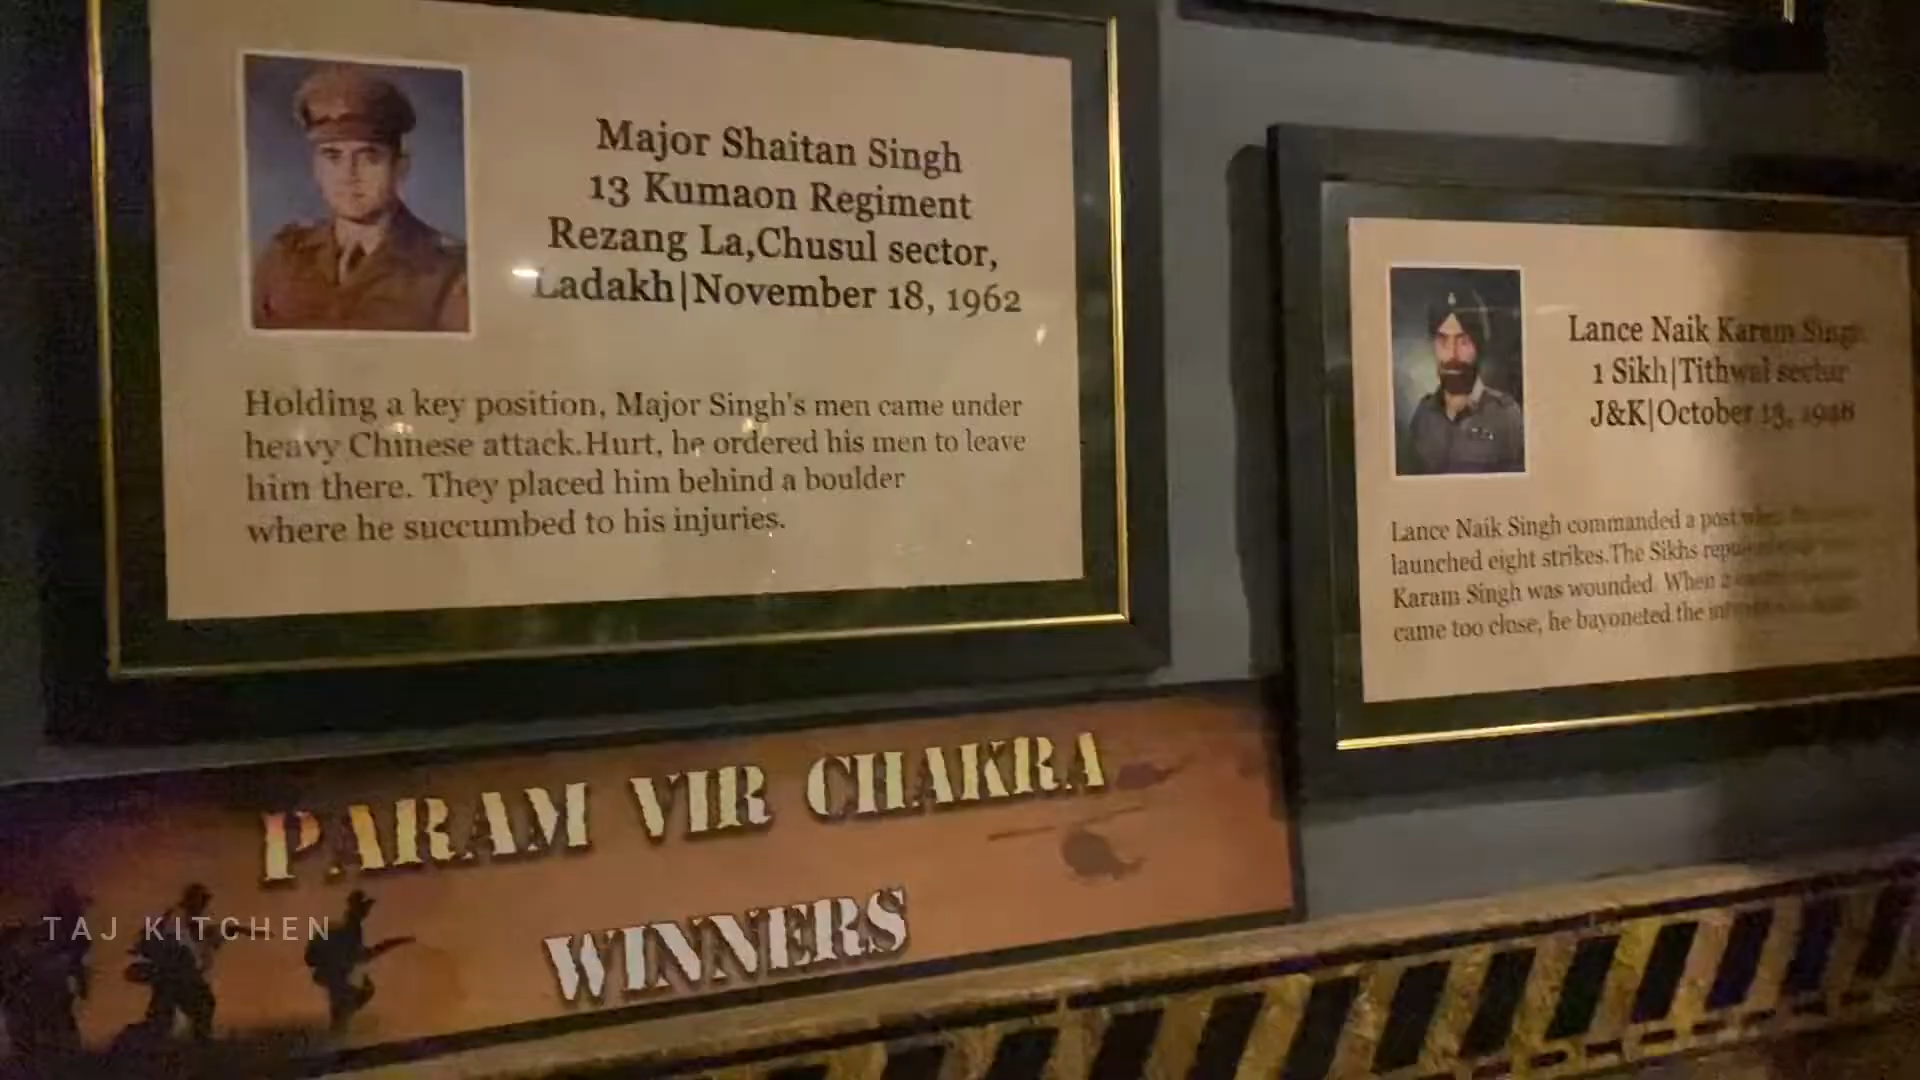 Major Shaitan Singh
13 Kumaon Regiment
Rezang La,Chusul sector,
Ladakh|November 18, 1962
Holding a key position, Major Singh's men came under
heavy Chinese attack.Hurt, he ordered his men to leave
him there. They placed him behind a boulder
where he succumbed to his injuries.
Lance Naik Karam Singh
1 Sikh|Tithwal sector
J&K|October 13, 1948
Lance Naik Singh commanded a post when
launched eight strikes.The Sikhs
Karam Singh was wounded. When 2
came too close, he bayoneted the
PARAM VIR CHAKRA
WINNERS
TAJ KITCHEN